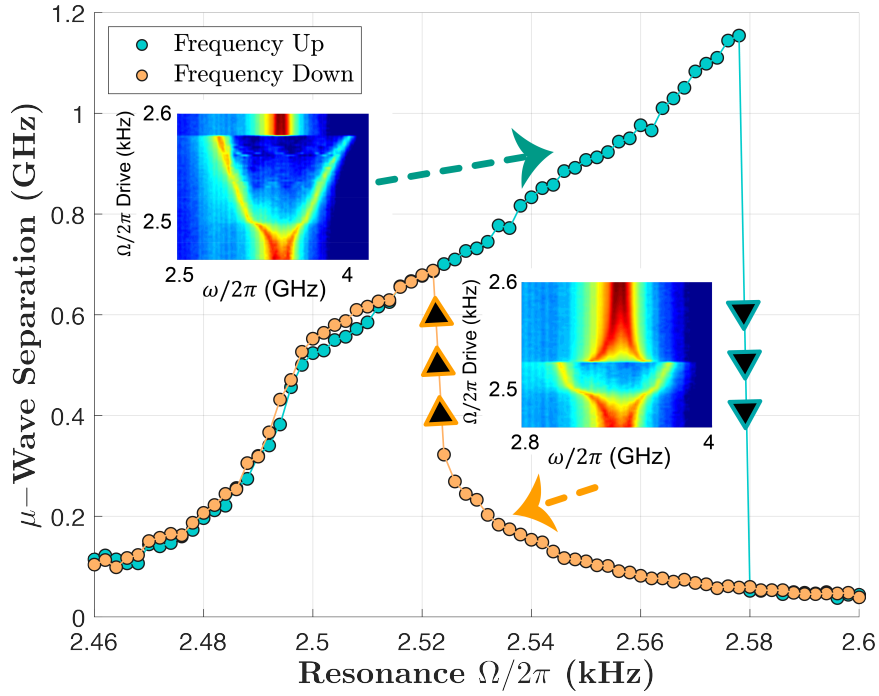 1.2
1
0.8
0.6
0.4
0.2
0
μ−Wave Separation (GHz)
Frequency Up
Frequency Down
2.6
2.5
Ω/2π Drive (kHz)
2.5
4
ω/2π (GHz)
2.6
2.5
Ω/2π Drive (kHz)
2.8
4
ω/2π (GHz)
2.46
2.48
2.5
2.52
2.54
2.56
2.58
2.6
Resonance Ω/2π (kHz)